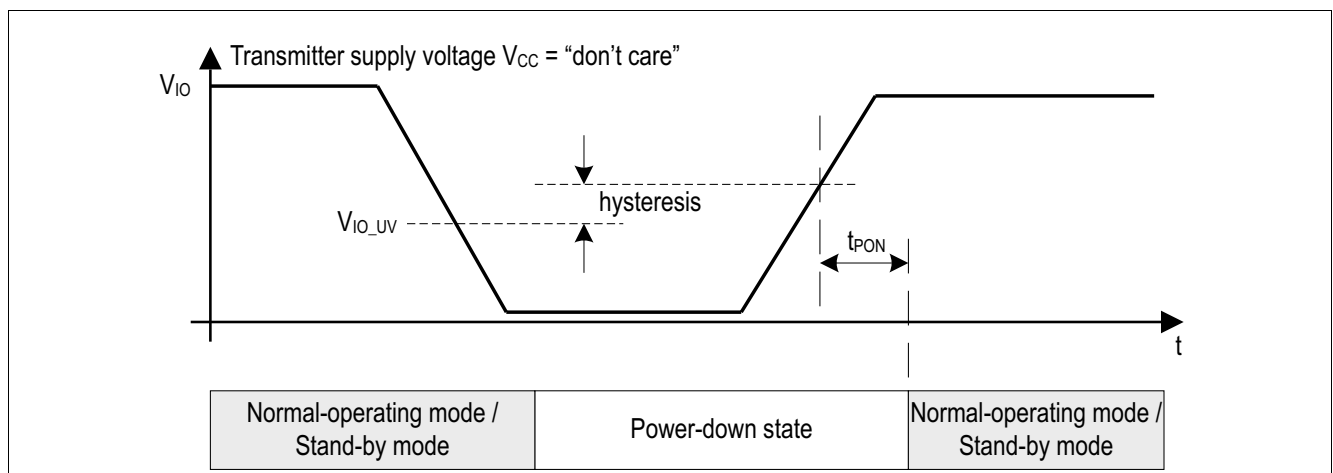 Transmitter supply voltage VCC = “don’t care”
VIO
hysteresis
VIO_UV
tPON
t
Normal-operating mode /
Stand-by mode
Power-down state
Normal-operating mode /
Stand-by mode